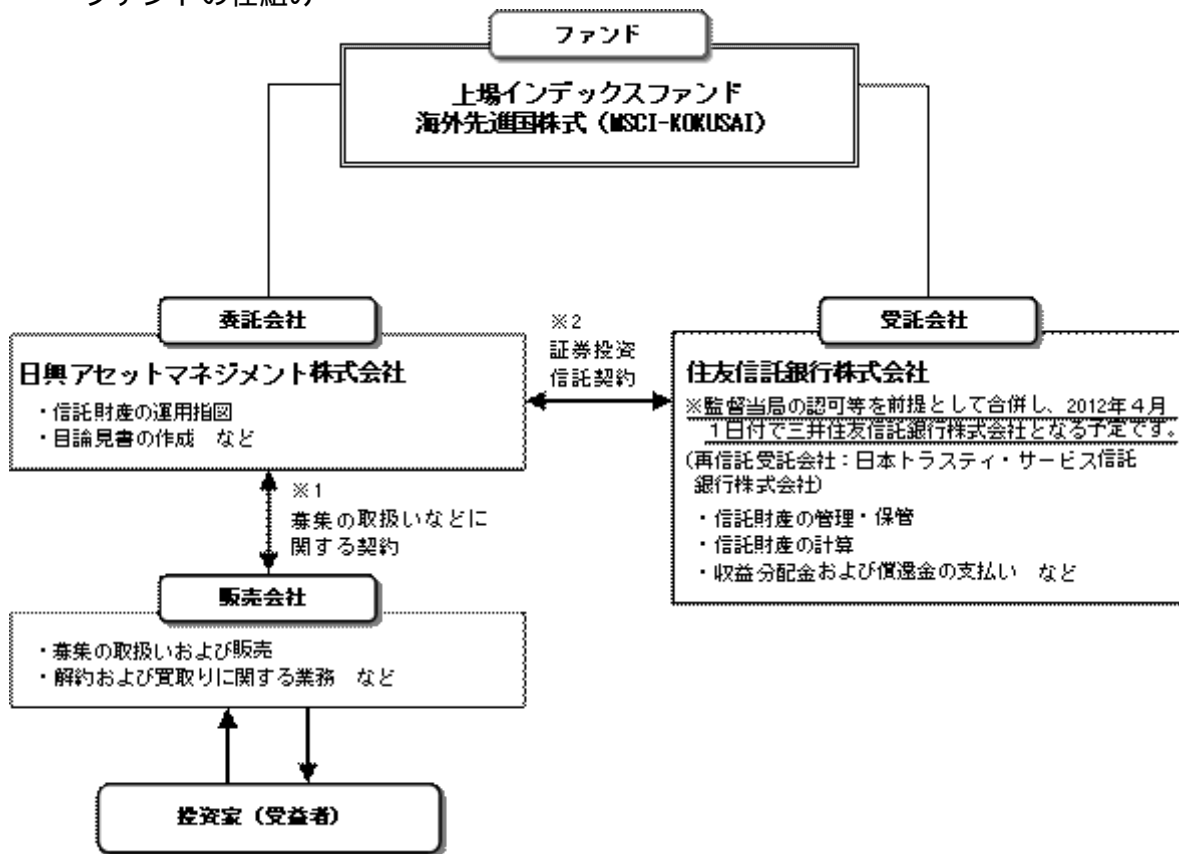 ファンドの仕組み
ファンド
上場インデックスファンド
海外先進国株式（MSCI-KOKUSAI）
委託会社
日興アセットマネジメント株式会社
・信託財産の運用指図
・目論見書の作成　など
※2
証券投資
信託契約
受託会社
住友信託銀行株式会社
※監督当局の認可等を前提として合併し、2012年４月
１日付で三井住友信託銀行株式会社となる予定です。
(再信託受託会社：日本トラスティ・サービス信託
銀行株式会社)
・信託財産の管理・保管
・信託財産の計算
・収益分配金および償還金の支払い　など
※1
募集の取扱いなどに
関する契約
販売会社
・募集の取扱いおよび販売
・解約および買取りに関する業務　など
投資家（受益者）